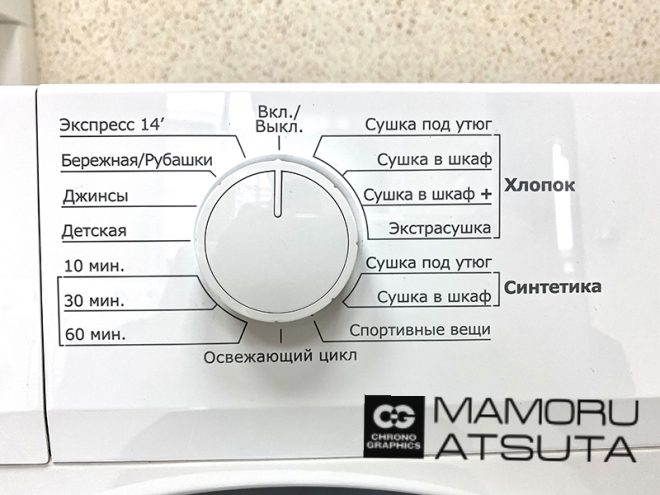 Вкл./
Выкл.
Экспресс 14’
Бережная/Рубашки
Джинсы
Детская
10 мин.
30 мин.
60 мин.
Освежающий цикл
Сушка под утюг
Сушка в шкаф
Сушка в шкаф +
Экстрасушка
Хлопок
Сушка под утюг
Сушка в шкаф
Синтетика
Спортивные вещи
CG
CHRONO
GRAPHICS
MAMORU
ATSUTA